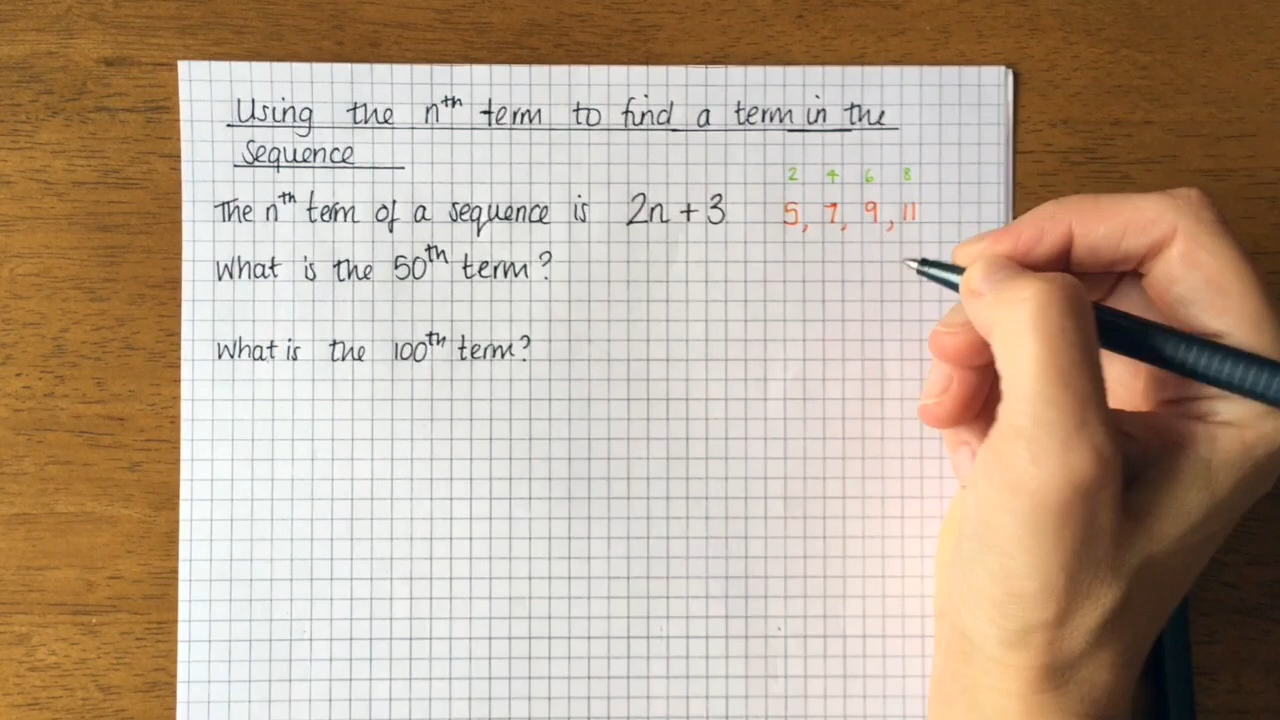 Using the nth term to find a term in the
sequence
2 4 6 8
The nth term of a sequence is 2n + 3 5, 7, 9, 11
What is the 50th term?
What is the 100th term?